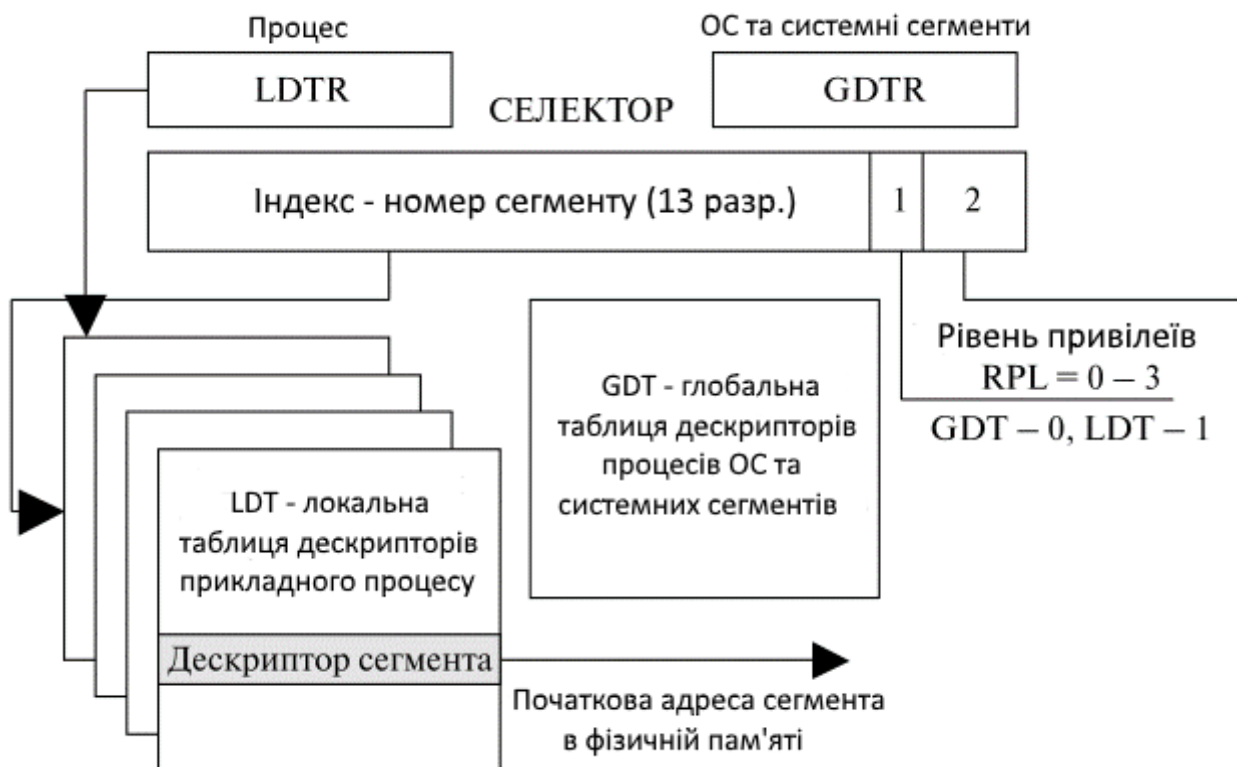 Процес
ОС та системні сегменти
LDTR
СЕЛЕКТОР
GDTR
Індекс - номер сегменту (13 разр.)
1
2
Рівень привілеїв
RPL = 0 – 3
GDT – 0, LDT – 1
GDT - глобальна
таблиця дескрипторів
процесів ОС та
системних сегментів
LDT - локальна
таблиця дескрипторів
прикладного процесу
Дескриптор сегмента
Початкова адреса сегмента
в фізичній пам'яті